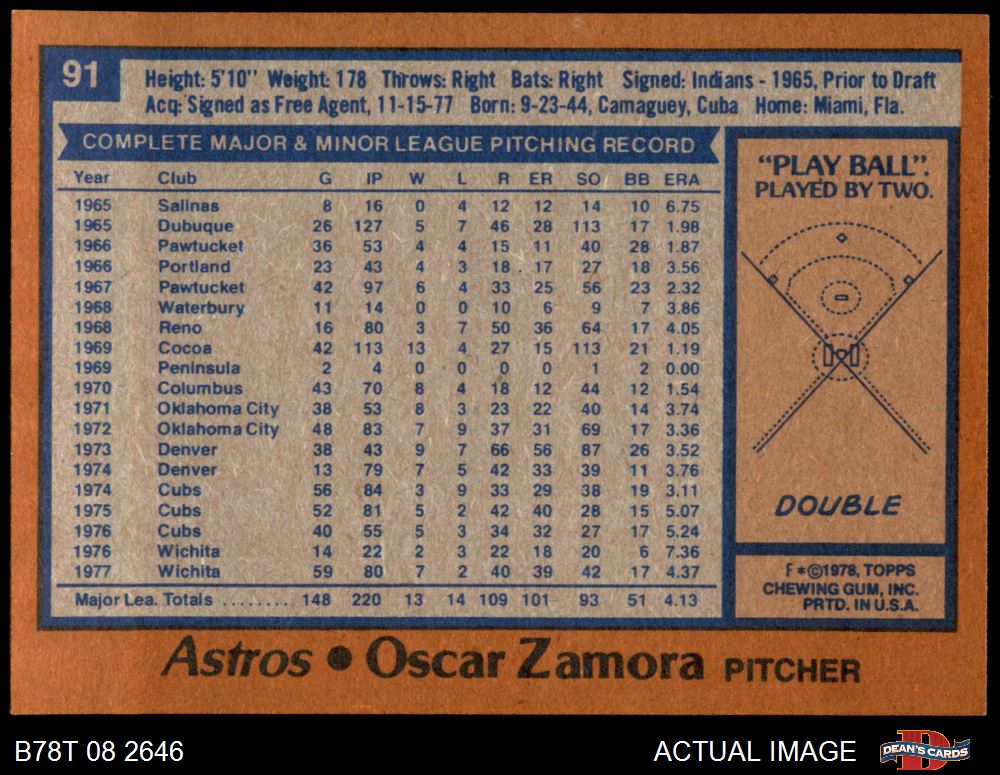 91
Height: 5'10" Weight: 178 Throws: Right Bats: Right Signed: Indians - 1965, Prior to Draft
Acq: Signed as Free Agent, 11-15-77 Born: 9-23-44, Camaguey, Cuba Home: Miami, Fla.
COMPLETE MAJOR & MINOR LEAGUE PITCHING RECORD
Year Club G IP W L R ER SO BB ERA
1965 Salinas 8 16 0 4 12 12 14 10 6.75
1965 Dubuque 26 127 5 7 46 28 113 17 1.98
1966 Pawtucket 36 53 4 4 15 11 40 28 1.87
1966 Portland 23 43 4 3 18 17 27 18 3.56
1967 Pawtucket 42 97 6 4 33 25 56 23 2.32
1968 Waterbury 11 14 0 0 10 6 9 7 3.86
1968 Reno 16 80 3 7 50 36 64 17 4.05
1969 Cocoa 42 113 13 4 27 15 113 21 1.19
1969 Peninsula 2 4 0 0 0 0 1 2 0.00
1970 Columbus 43 70 8 4 18 12 44 12 1.54
1971 Oklahoma City 38 53 8 3 23 22 40 14 3.74
1972 Oklahoma City 48 83 7 9 37 31 69 17 3.36
1973 Denver 38 43 9 7 66 56 87 26 3.52
1974 Denver 13 79 7 5 42 33 39 11 3.76
1974 Cubs 56 84 3 9 33 29 38 19 3.11
1975 Cubs 52 81 5 2 42 40 28 15 5.07
1976 Cubs 40 55 5 3 34 32 27 17 5.24
1976 Wichita 14 22 2 3 22 18 20 6 7.36
1977 Wichita 59 80 7 2 40 39 42 17 4.37
Major Lea. Totals ........ 148 220 13 14 109 101 93 51 4.13
"PLAY BALL".
PLAYED BY TWO.
DOUBLE
F*©1978, TOPPS
CHEWING GUM, INC.
PRTD. IN U.S.A.
Astros • Oscar Zamora PITCHER
B78T 08 2646
ACTUAL IMAGE
D
DEAN'S CARDS